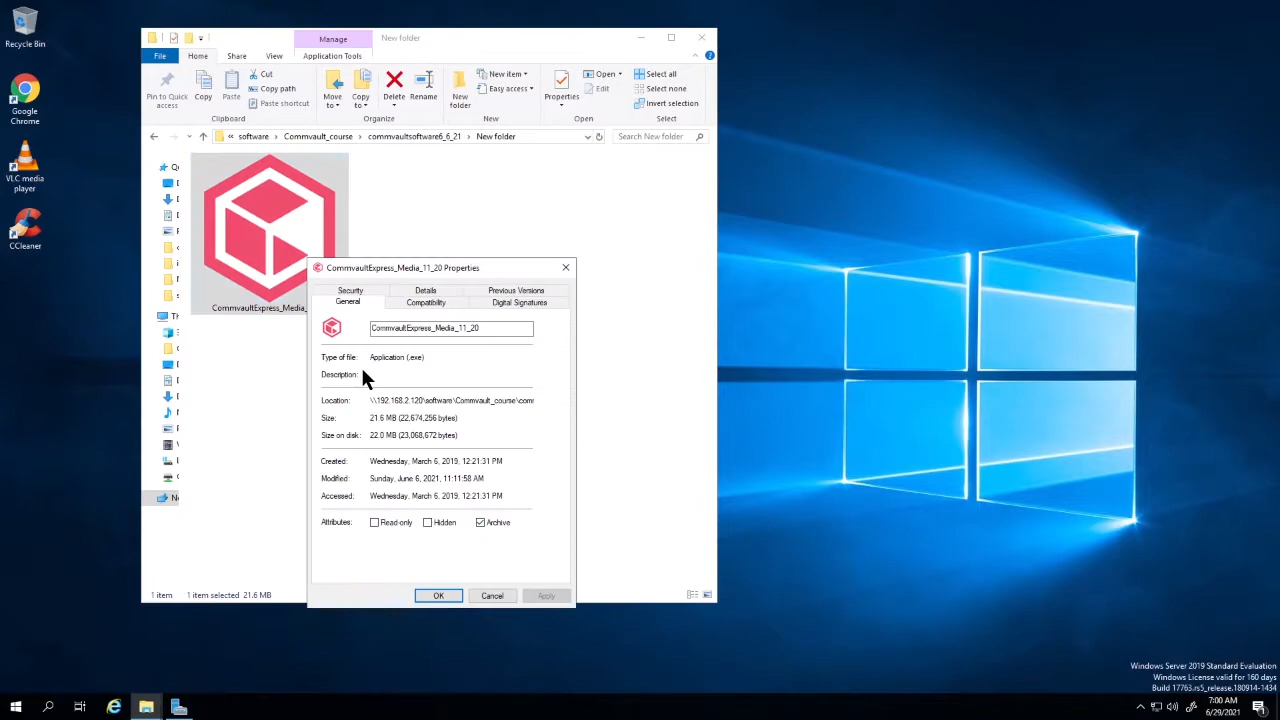 Recycle Bin
Google
Chrome
VLC media
player
CCleaner
Manage
New folder
File
Home
Share
View
Application Tools
Pin to Quick
access
Copy
Paste
Cut
Copy path
Paste shortcut
Clipboard
Move
to
Copy
to
Delete
Rename
Organize
New
folder
New item
Easy access
New
Properties
Open
Edit
Open
Select all
Select none
Invert selection
Select
« software > Commvault_course > commvaultsoftware6_6_21 > New folder
Search New folder
CommvaultExpress_Media_
CommvaultExpress_Media_11_20 Properties
Security
Details
Previous Versions
General
Compatibility
Digital Signatures
CommvaultExpress_Media_11_20
Type of file: Application (.exe)
Description:
Location: \\192.168.2.120\software\Commvault_course\comm
Size: 21.6 MB (22,674,256 bytes)
Size on disk: 22.0 MB (23,068,672 bytes)
Created: Wednesday, March 6, 2019, 12:21:31 PM
Modified: Sunday, June 6, 2021, 11:11:58 AM
Accessed: Wednesday, March 6, 2019, 12:21:31 PM
Attributes: Read-only Hidden Archive
OK
Cancel
Apply
1 item
1 item selected 21.6 MB
Windows Server 2019 Standard Evaluation
Windows License valid for 160 days
Build 17763.rs5_release.180914-1434
7:00 AM
6/29/2021